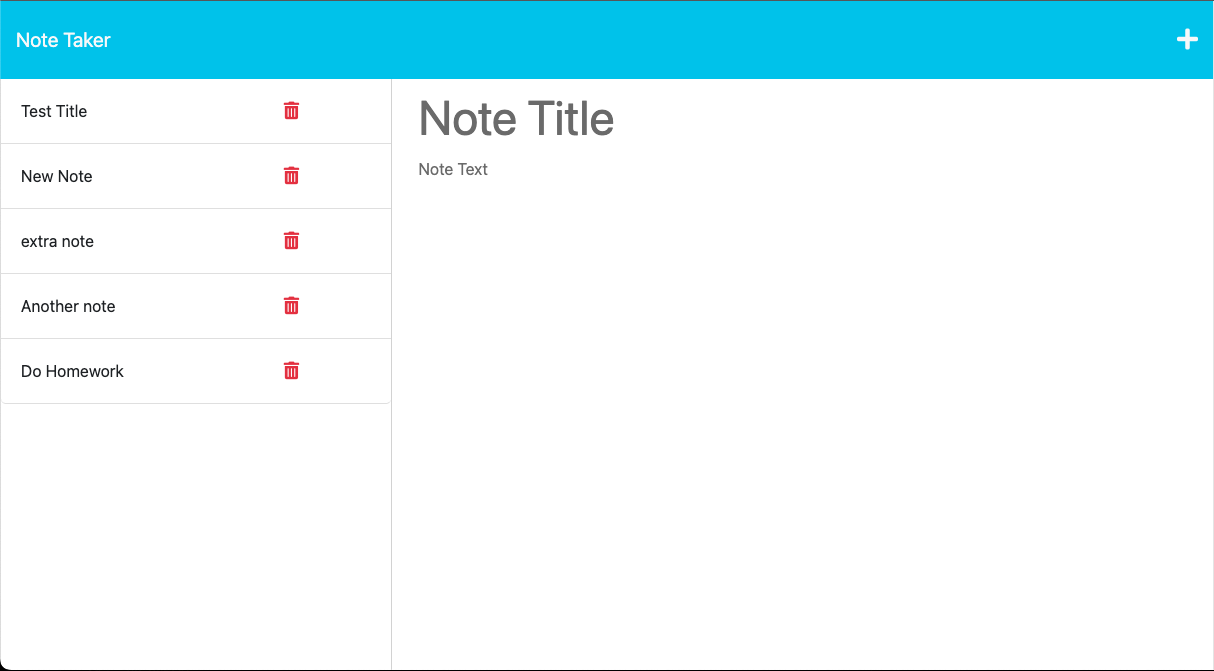 Note Taker
Test Title
New Note
extra note
Another note
Do Homework
Note Title
Note Text